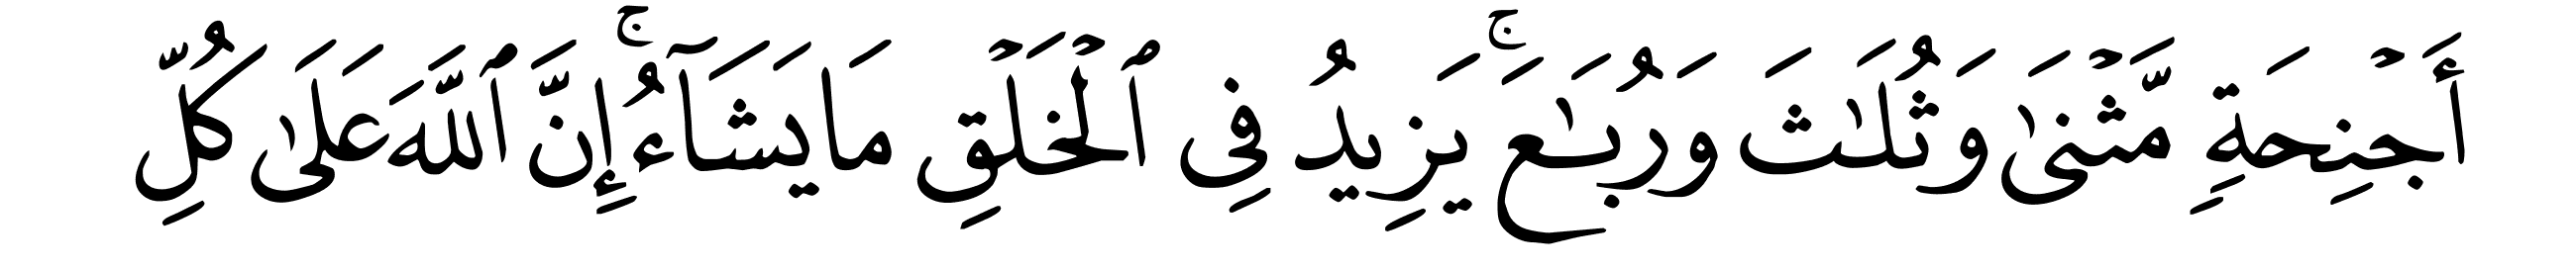 أَجۡنِحَةٖ مَّثۡنَىٰ وَثُلَٰثَ وَرُبَٰعَۚ يَزِيدُ فِي ٱلۡخَلۡقِ مَا يَشَآءُۚ إِنَّ ٱللَّهَ عَلَىٰ كُلِّ